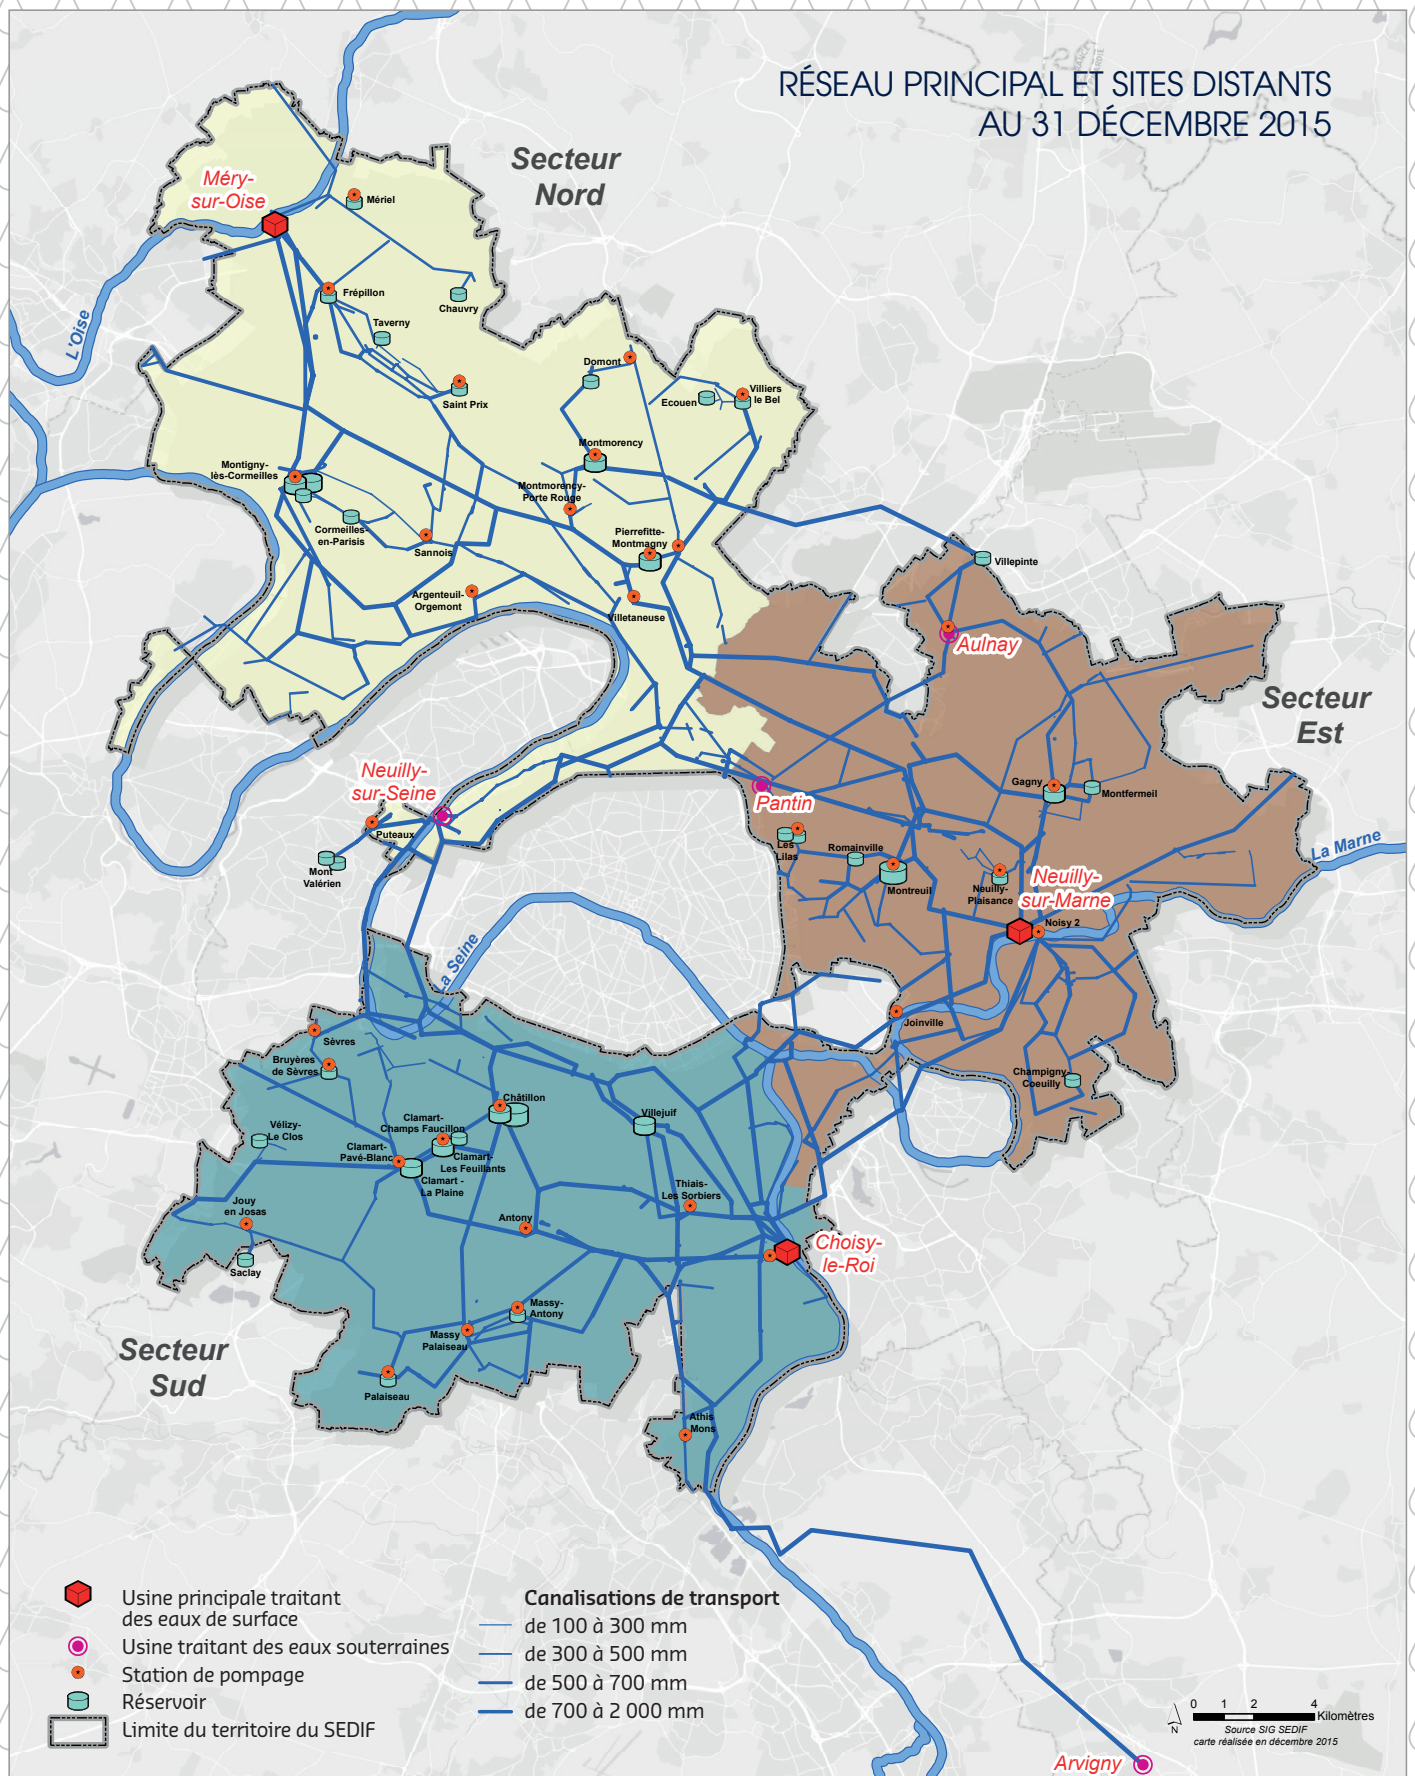 RÉSEAU PRINCIPAL ET SITES DISTANTS
AU 31 DÉCEMBRE 2015
Secteur
Nord
Méry-
sur-Oise
Mériel
L'Oise
Frépillon
Chauvry
Taverny
Saint Prix
Domont
Ecouen
Villiers
le Bel
Montmorency
Montigny-
lès-Cormeilles
Montmorency-
Porte Rouge
Cormeilles-
en-Parisis
Sannois
Pierrefitte-
Montmagny
Villepinte
Argenteuil-
Orgemont
Villetaneuse
Aulnay
Secteur
Est
Neuilly-
sur-Seine
Puteaux
Mont
Valérien
Pantin
Gagny
Montfermeil
Les
Lilas
Romainville
Montreuil
Neuilly-
Plaisance
Neuilly-
sur-Marne
La Marne
Noisy 2
La Seine
Joinville
Champigny-
Coeuilly
Sèvres
Bruyères
de Sèvres
Châtillon
Villejuif
Vélizy-
Le Clos
Clamart-
Champs Faucillon
Clamart-
Pavé-Blanc
Clamart-
Les Feuillants
Clamart -
La Plaine
Thiais-
Les Sorbiers
Jouy
en Josas
Antony
Choisy-
le-Roi
Saclay
Massy-
Antony
Massy
Palaiseau
Secteur
Sud
Palaiseau
Athis
Mons
Usine principale traitant
des eaux de surface
Usine traitant des eaux souterraines
Station de pompage
Réservoir
Limite du territoire du SEDIF
Canalisations de transport
de 100 à 300 mm
de 300 à 500 mm
de 500 à 700 mm
de 700 à 2 000 mm
N
0 1 2 4
Kilomètres
Source SIG SEDIF
carte réalisée en décembre 2015
Arvigny